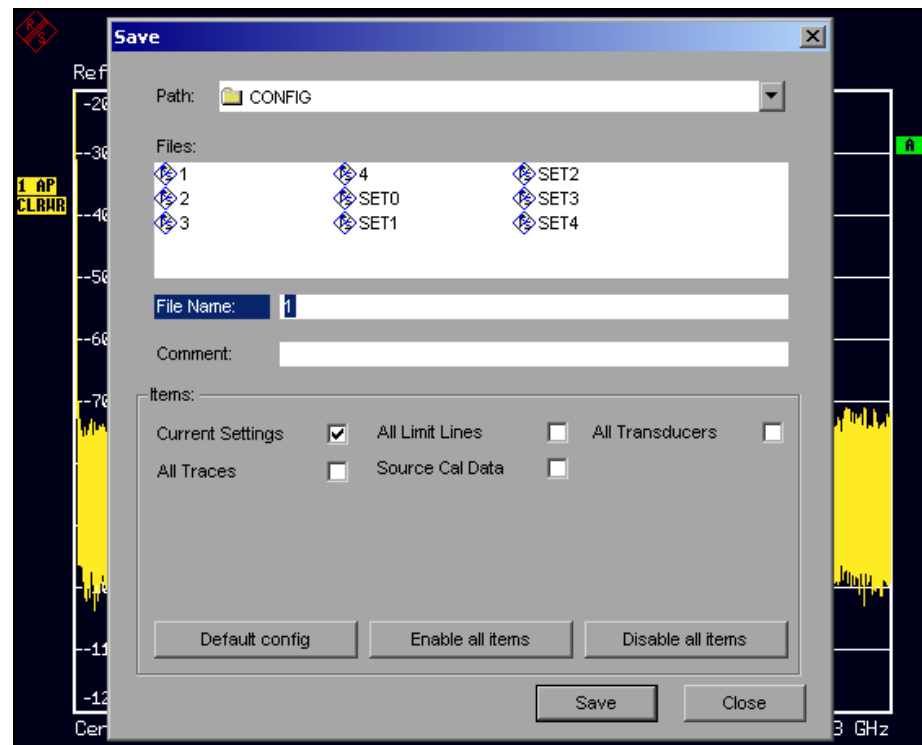 R S
Save
Ref
Path: CONFIG
-20
Files:
--30
A
1 4 SET2
1 AP
2 SET0 SET3
CLRWR
--40
3 SET1 SET4
--50
File Name: 1
--60
Comment:
--70
Items:
Current Settings All Limit Lines All Transducers
All Traces Source Cal Data
Default config Enable all items Disable all items
--11
-12
Save Close
Cen 3 GHz